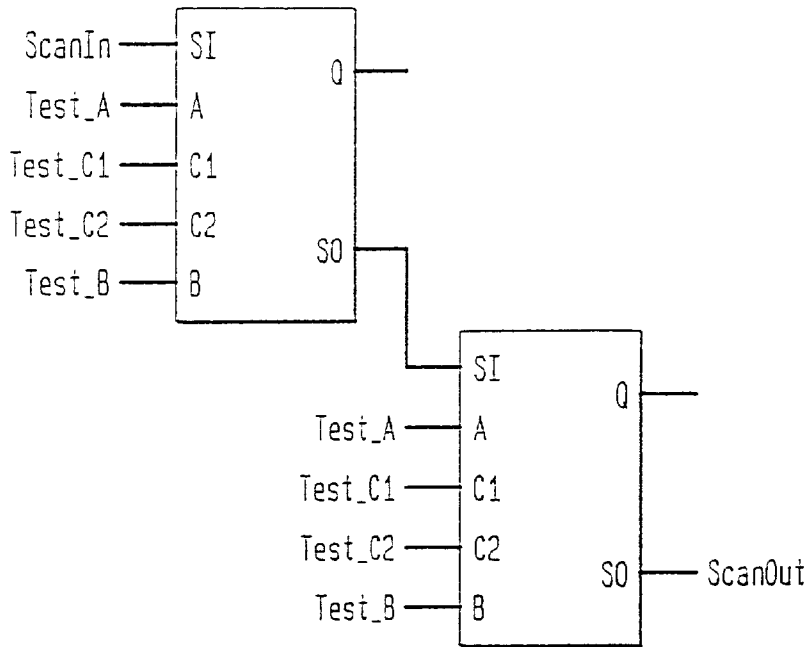 ScanIn SI
Q
Test_A A
Test_C1 C1
Test_C2 C2
SO
Test_B B
SI
Q
Test_A A
Test_C1 C1
Test_C2 C2
SO ScanOut
Test_B B